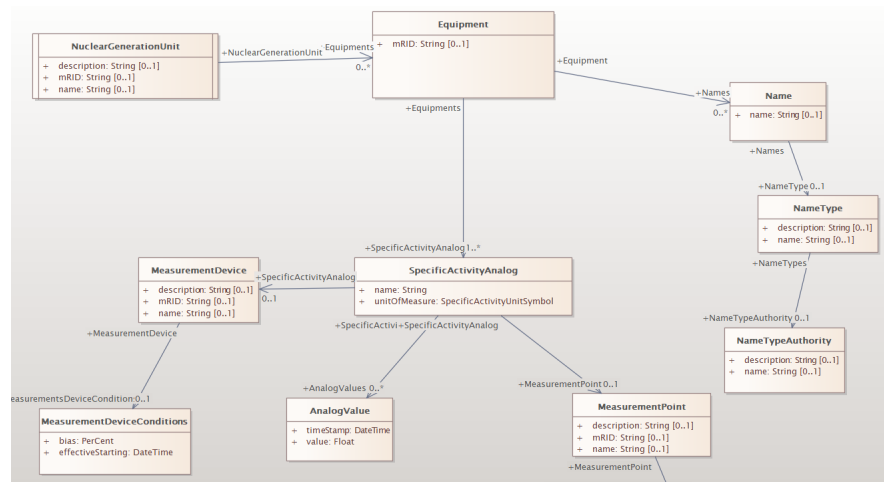 Equipment
+ mRID: String [0..1]
NuclearGenerationUnit
+ description: String [0..1]
+ mRID: String [0..1]
+ name: String [0..1]
+NuclearGenerationUnit
Equipments
0..*
+Equipment
+Names
0..*
Name
+ name: String [0..1]
+Equipments
+Names
+NameType 0..1
NameType
+ description: String [0..1]
+ name: String [0..1]
+SpecificActivityAnalog 1..*
+NameTypes
MeasurementDevice
+ description: String [0..1]
+ mRID: String [0..1]
+ name: String [0..1]
+SpecificActivityAnalog
0..1
SpecificActivityAnalog
+ name: String
+ unitOfMeasure: SpecificActivityUnitSymbol
+NameTypeAuthority 0..1
+MeasurementDevice
+SpecificActivi
+SpecificActivityAnalog
NameTypeAuthority
+ description: String [0..1]
+ name: String [0..1]
+AnalogValues 0..*
+MeasurementPoint 0..1
easurementsDeviceCondition 0..1
MeasurementDeviceConditions
+ bias: PerCent
+ effectiveStarting: DateTime
AnalogValue
+ timeStamp: DateTime
+ value: Float
MeasurementPoint
+ description: String [0..1]
+ mRID: String [0..1]
+ name: String [0..1]
+MeasurementPoint